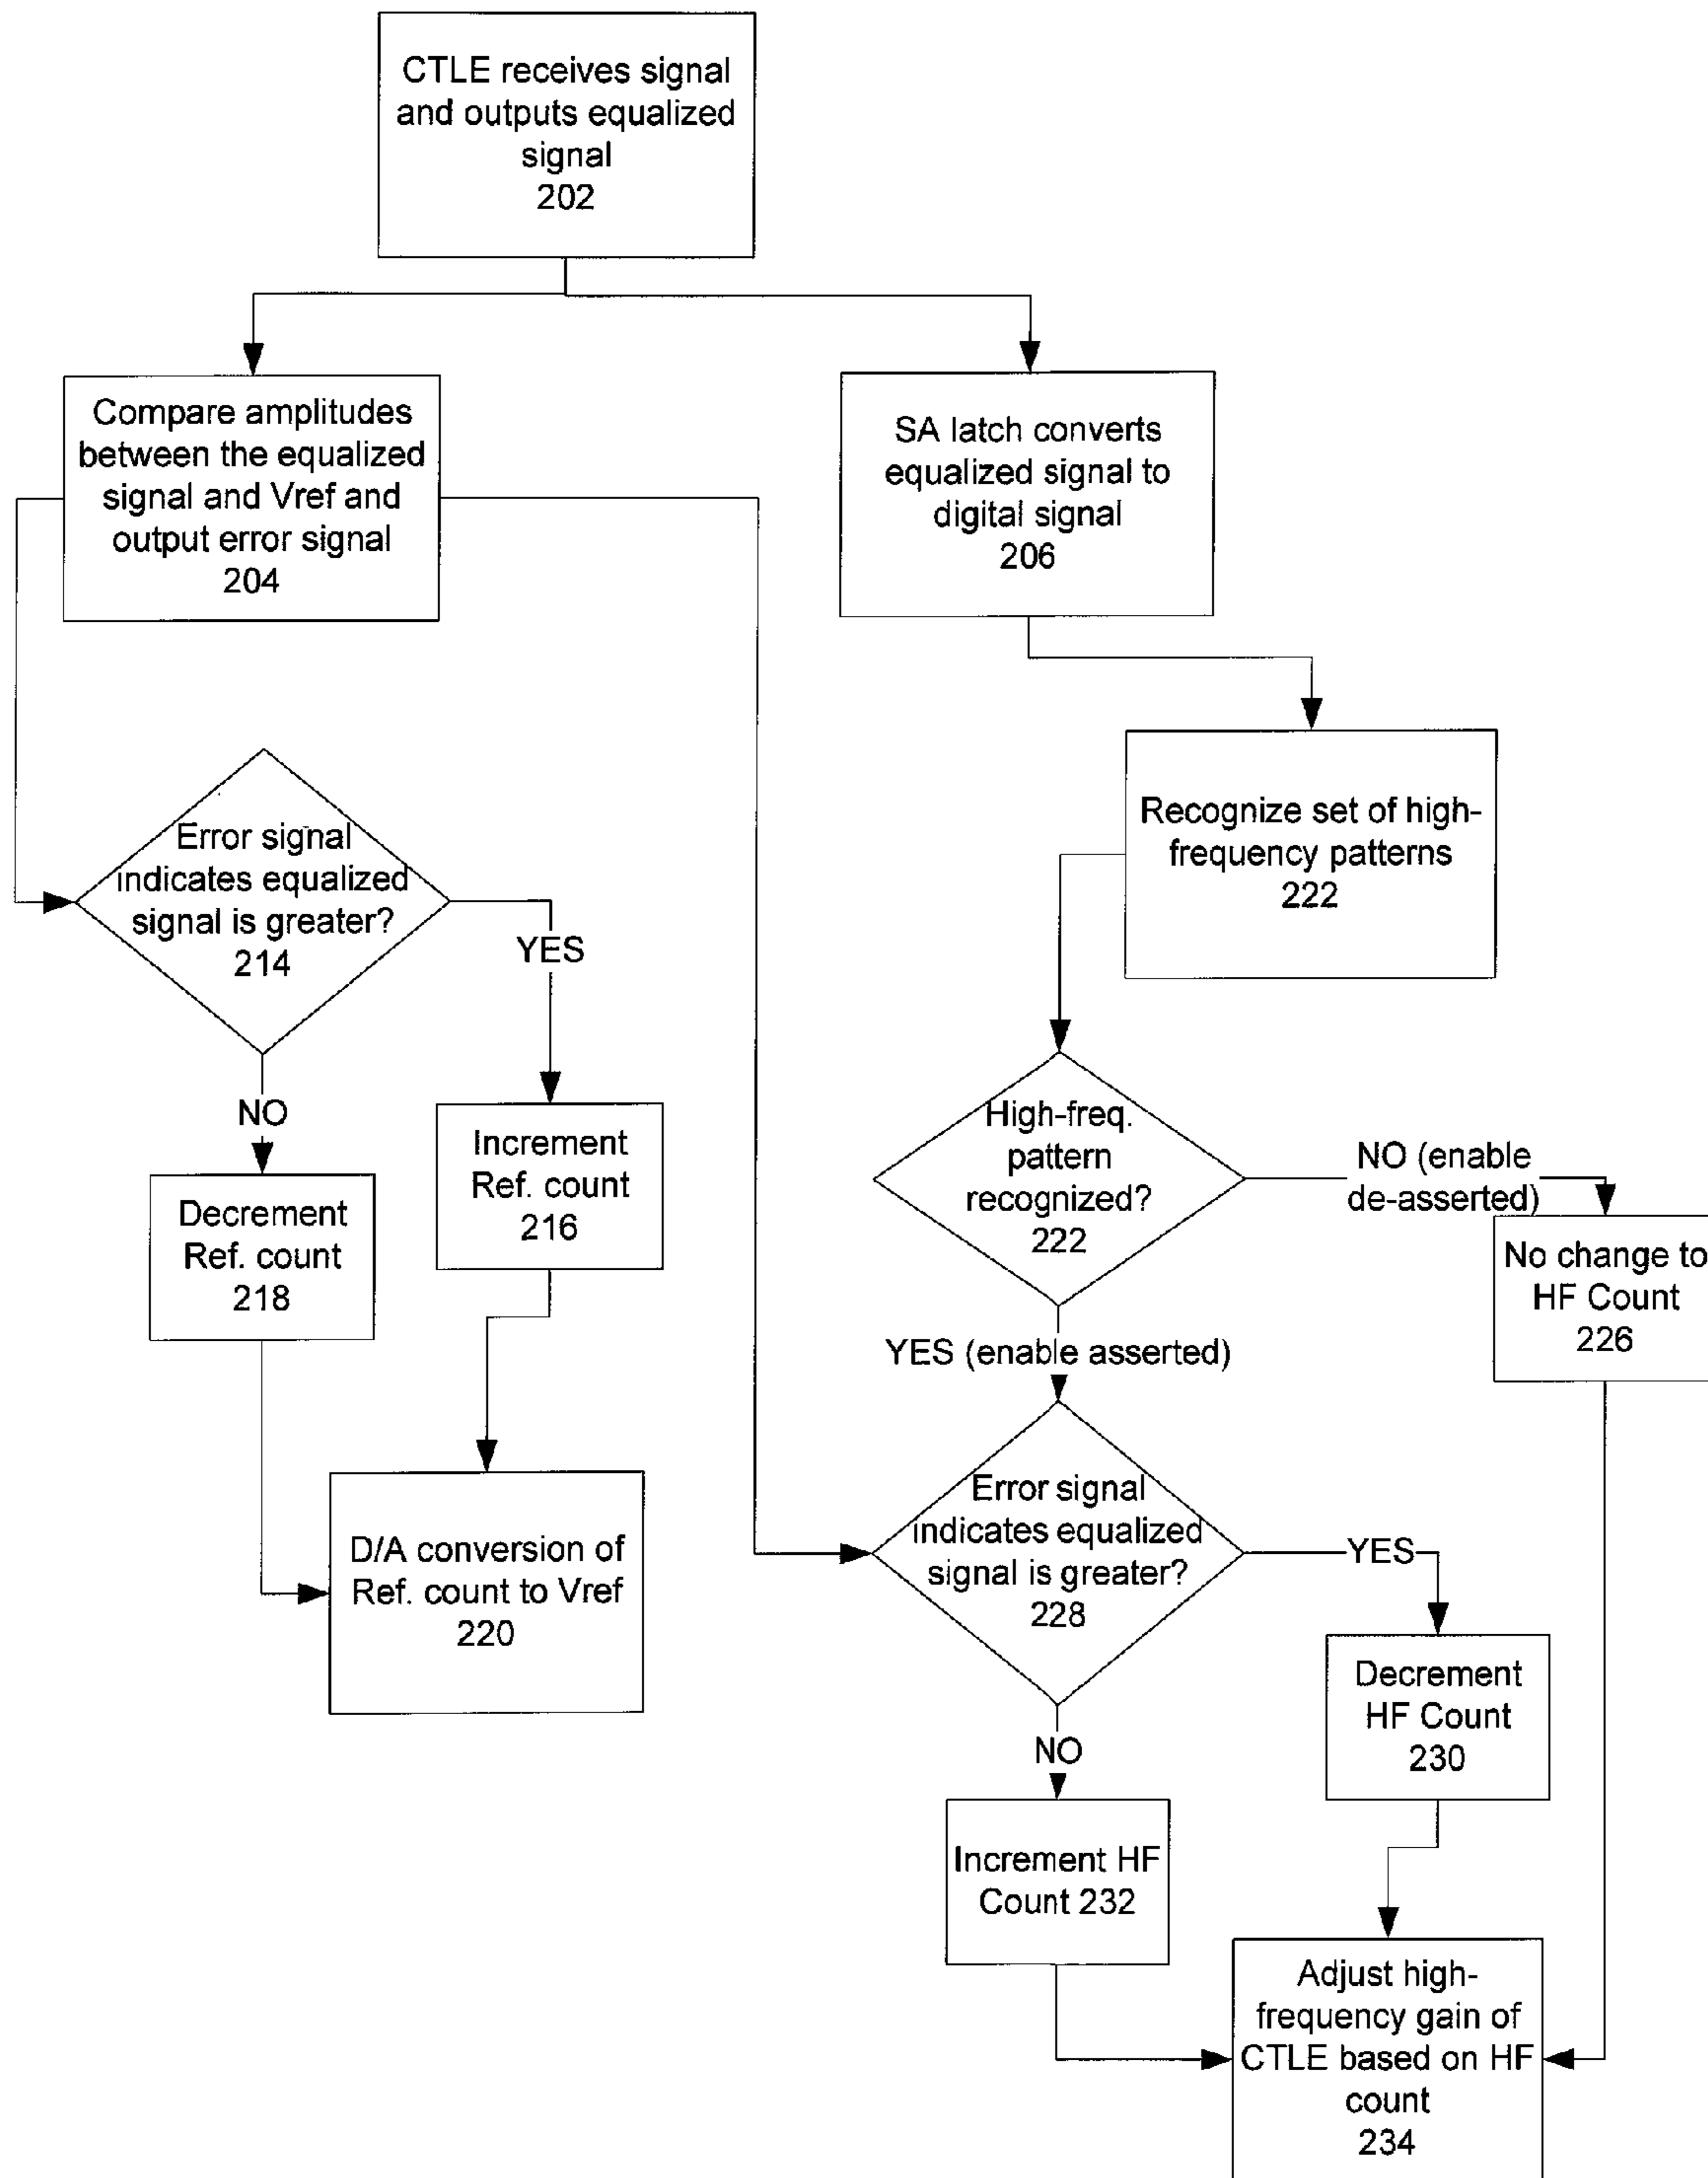 CTLE receives signal
and outputs equalized
signal
202
Compare amplitudes
between the equalized
signal and Vref and
output error signal
204
SA latch converts
equalized signal to
digital signal
206
Recognize set of high-
frequency patterns
222
Error signal
indicates equalized
signal is greater?
214
YES
NO
Increment
Ref. count
216
Decrement
Ref. count
218
D/A conversion of
Ref. count to Vref
220
High-freq.
pattern
recognized?
222
NO (enable
de-asserted)
No change to
HF Count
226
YES (enable asserted)
Error signal
indicates equalized
signal is greater?
228
YES
Decrement
HF Count
230
NO
Increment HF
Count 232
Adjust high-
frequency gain of
CTLE based on HF
count
234